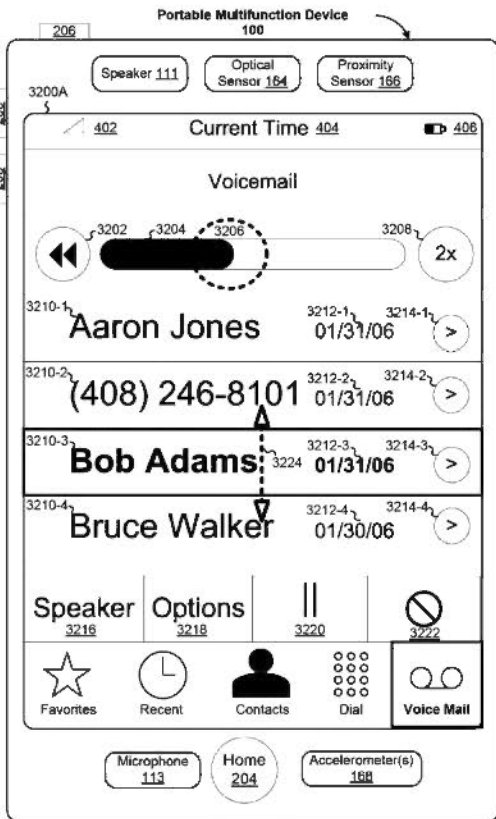 Portable Multifunction Device
206
100
Speaker 111
Optical Sensor 164
Proximity Sensor 166
3200A
402 Current Time 404 406
Voicemail
3202 3204 3206 3208
2x
3210-1 3212-1 3214-1
Aaron Jones 01/31/06 >
3210-2 3212-2 3214-2
(408) 246-8101 01/31/06 >
3210-3 3212-3 3214-3
Bob Adams 3224 01/31/06 >
3210-4 3212-4 3214-4
Bruce Walker 01/30/06 >
Speaker Options
3216 3218 3220 3222
Favorites Recent Contacts Dial Voice Mail
Microphone 113
Home 204
Accelerometer(s) 168